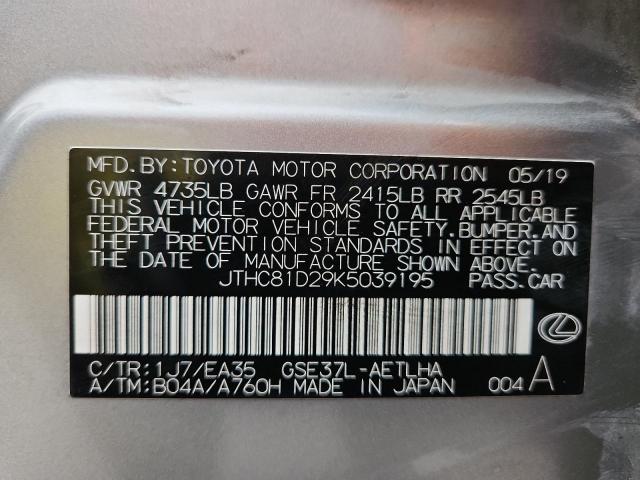 MFD. BY: TOYOTA MOTOR CORPORATION 05/19
GVWR 4735LB GAWR FR 2415LB RR 2545LB
THIS VEHICLE CONFORMS TO ALL APPLICABLE
FEDERAL MOTOR VEHICLE SAFETY, BUMPER, AND
THEFT PREVENTION STANDARDS IN EFFECT ON
THE DATE OF MANUFACTURE SHOWN ABOVE.
JTHC81D29K5039195 PASS. CAR
C/TR: 1J7/EA35 GSE37L-AETLHA
A/TM: B04A/A760H MADE IN JAPAN 004 A